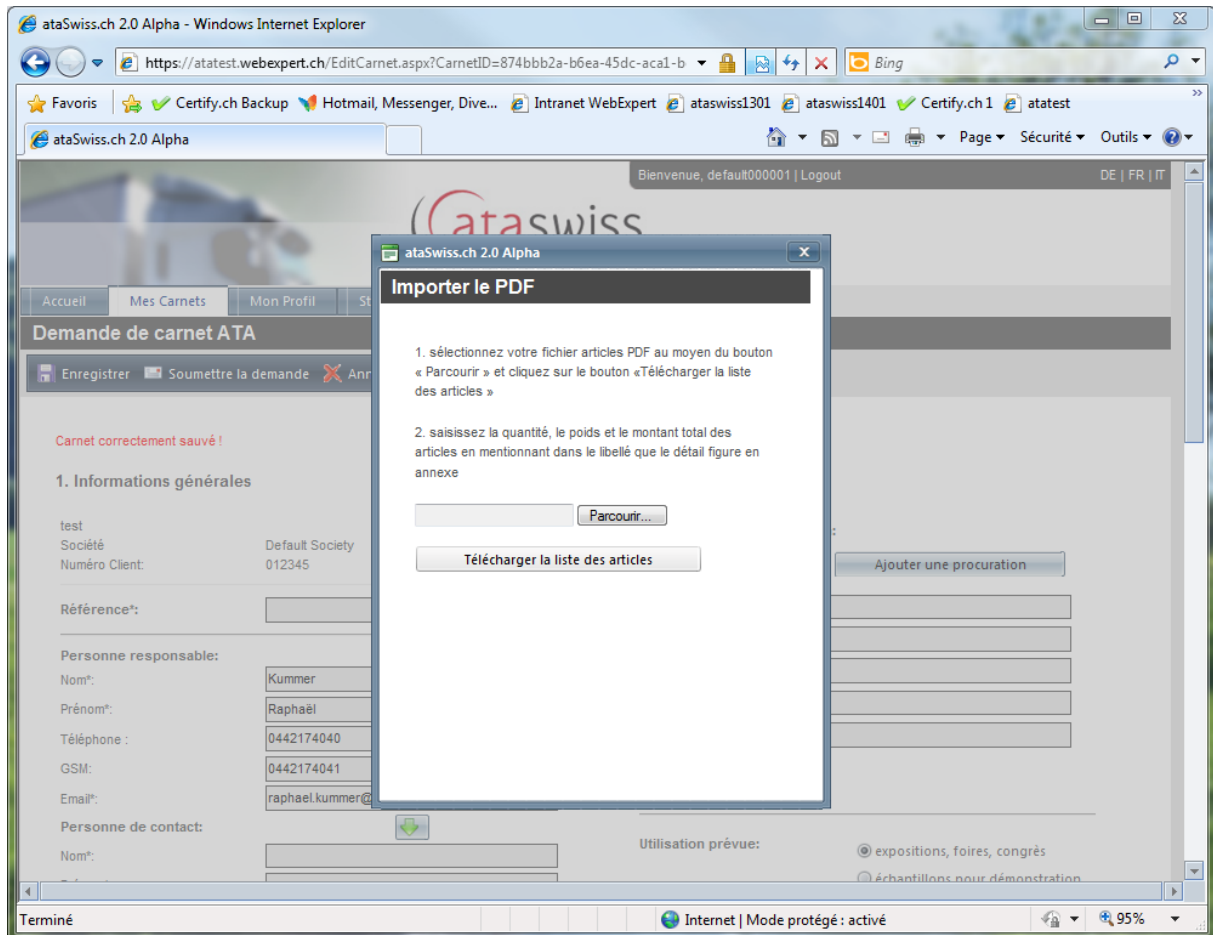 ataSwiss.ch 2.0 Alpha - Windows Internet Explorer
https://atatest.webexpert.ch/EditCarnet.aspx?CarnetID=874bbb2a-b6ea-45dc-aca1-b
Bing
Favoris Certify.ch Backup Hotmail, Messenger, Dive... Intranet WebExpert ataswiss1301 ataswiss1401 Certify.ch 1 atatest
ataSwiss.ch 2.0 Alpha
Page Sécurité Outils
Bienvenue, default000001 | Logout
DE | FR | IT
ataswiss
ataSwiss.ch 2.0 Alpha
Importer le PDF
1. sélectionnez votre fichier articles PDF au moyen du bouton
« Parcourir » et cliquez sur le bouton «Télécharger la liste
des articles »
2. saisissez la quantité, le poids et le montant total des
articles en mentionnant dans le libellé que le détail figure en
annexe
Parcourir...
Télécharger la liste des articles
Accueil Mes Carnets Mon Profil St
Demande de carnet ATA
Enregistrer Soumettre la demande Ann
Carnet correctement sauvé !
1. Informations générales
test
Société Default Society
Numéro Client: 012345
Ajouter une procuration
Référence*:
Personne responsable:
Nom*: Kummer
Prénom*: Raphaël
Téléphone : 0442174040
GSM: 0442174041
Email*: raphael.kummer@
Personne de contact:
Nom*:
Utilisation prévue:
expositions, foires, congrès
échantillons pour démonstration
Terminé
Internet | Mode protégé : activé
95%